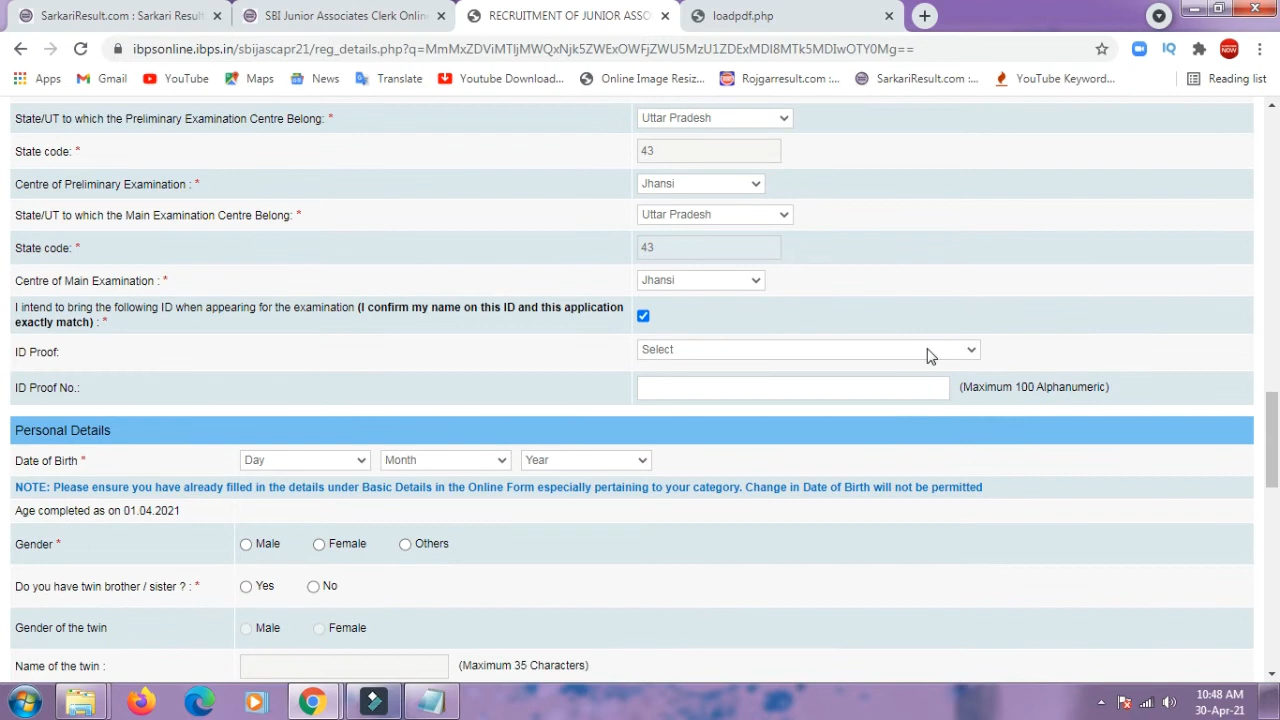 SarkariResult.com : Sarkari Result
SBI Junior Associates Clerk Online
RECRUITMENT OF JUNIOR ASSO
loadpdf.php
ibpsonline.ibps.in/sbijascapr21/reg_details.php?q=MmMxZDViMTljMWQxNjk5ZWExOWFjZWU5MzU1ZDExMDI8MTk5MDIwOTY0Mg==
Apps
Gmail
YouTube
Maps
News
Translate
Youtube Download...
Online Image Resiz...
Rojgarresult.com :...
SarkariResult.com :...
YouTube Keyword...
Reading list
State/UT to which the Preliminary Examination Centre Belong: * Uttar Pradesh
State code: * 43
Centre of Preliminary Examination : * Jhansi
State/UT to which the Main Examination Centre Belong: * Uttar Pradesh
State code: * 43
Centre of Main Examination : * Jhansi
I intend to bring the following ID when appearing for the examination (I confirm my name on this ID and this application
exactly match) : *
ID Proof: Select
ID Proof No.: (Maximum 100 Alphanumeric)
Personal Details
Date of Birth * Day Month Year
NOTE: Please ensure you have already filled in the details under Basic Details in the Online Form especially pertaining to your category. Change in Date of Birth will not be permitted
Age completed as on 01.04.2021
Gender * Male Female Others
Do you have twin brother / sister ? : * Yes No
Gender of the twin Male Female
Name of the twin : (Maximum 35 Characters)
10:48 AM
30-Apr-21